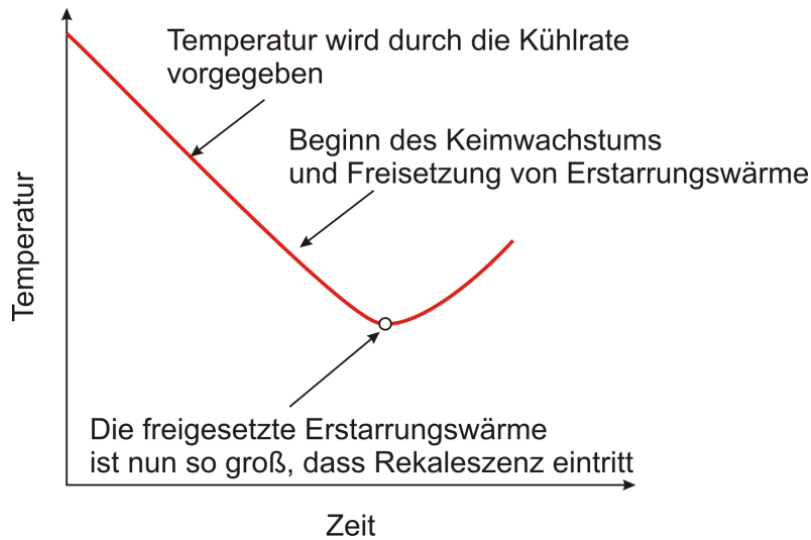 Temperatur wird durch die Kühlrate
vorgegeben
Beginn des Keimwachstums
und Freisetzung von Erstarrungswärme
Temperatur
Die freigesetzte Erstarrungswärme
ist nun so groß, dass Rekaleszenz eintritt
Zeit